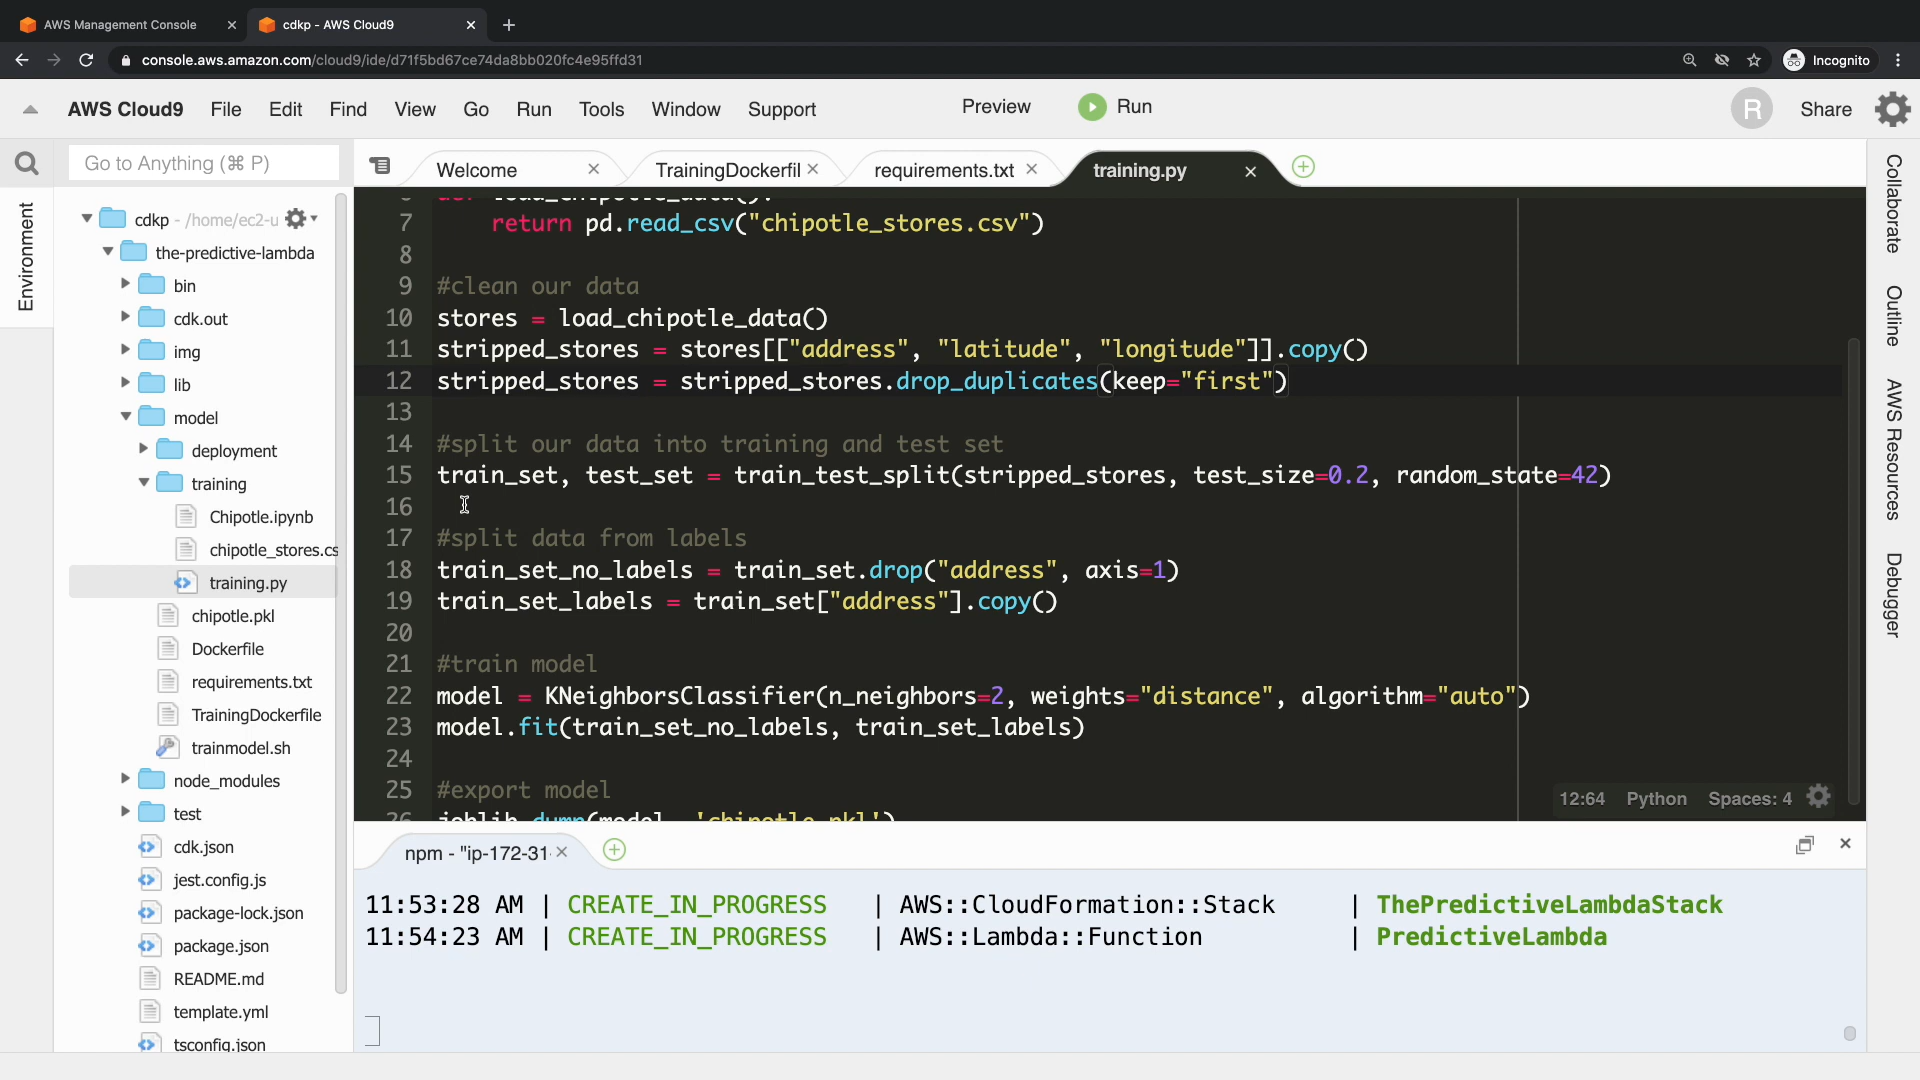 AWS Management Console
cdkp - AWS Cloud9
console.aws.amazon.com/cloud9/ide/d71f5bd67ce74da8bb020fc4e95ffd31
Incognito
AWS Cloud9 File Edit Find View Go Run Tools Window Support Preview Run R Share
Go to Anything (⌘ P)
Welcome
TrainingDockerfil
requirements.txt
training.py
Environment
cdkp - /home/ec2-u
the-predictive-lambda
bin
cdk.out
img
lib
model
deployment
training
Chipotle.ipynb
chipotle_stores.cs
training.py
chipotle.pkl
Dockerfile
requirements.txt
TrainingDockerfile
trainmodel.sh
node_modules
test
cdk.json
jest.config.js
package-lock.json
package.json
README.md
template.yml
tsconfig.json
6 def load_chipotle_data():
7 return pd.read_csv("chipotle_stores.csv")
8
9 #clean our data
10 stores = load_chipotle_data()
11 stripped_stores = stores[["address", "latitude", "longitude"]].copy()
12 stripped_stores = stripped_stores.drop_duplicates(keep="first")
13
14 #split our data into training and test set
15 train_set, test_set = train_test_split(stripped_stores, test_size=0.2, random_state=42)
16
17 #split data from labels
18 train_set_no_labels = train_set.drop("address", axis=1)
19 train_set_labels = train_set["address"].copy()
20
21 #train model
22 model = KNeighborsClassifier(n_neighbors=2, weights="distance", algorithm="auto")
23 model.fit(train_set_no_labels, train_set_labels)
24
25 #export model
26 joblib.dump(model, 'chipotle.pkl')
12:64 Python Spaces: 4
Collaborate
Outline
AWS Resources
Debugger
npm - "ip-172-31-
11:53:28 AM | CREATE_IN_PROGRESS | AWS::CloudFormation::Stack | ThePredictiveLambdaStack
11:54:23 AM | CREATE_IN_PROGRESS | AWS::Lambda::Function | PredictiveLambda